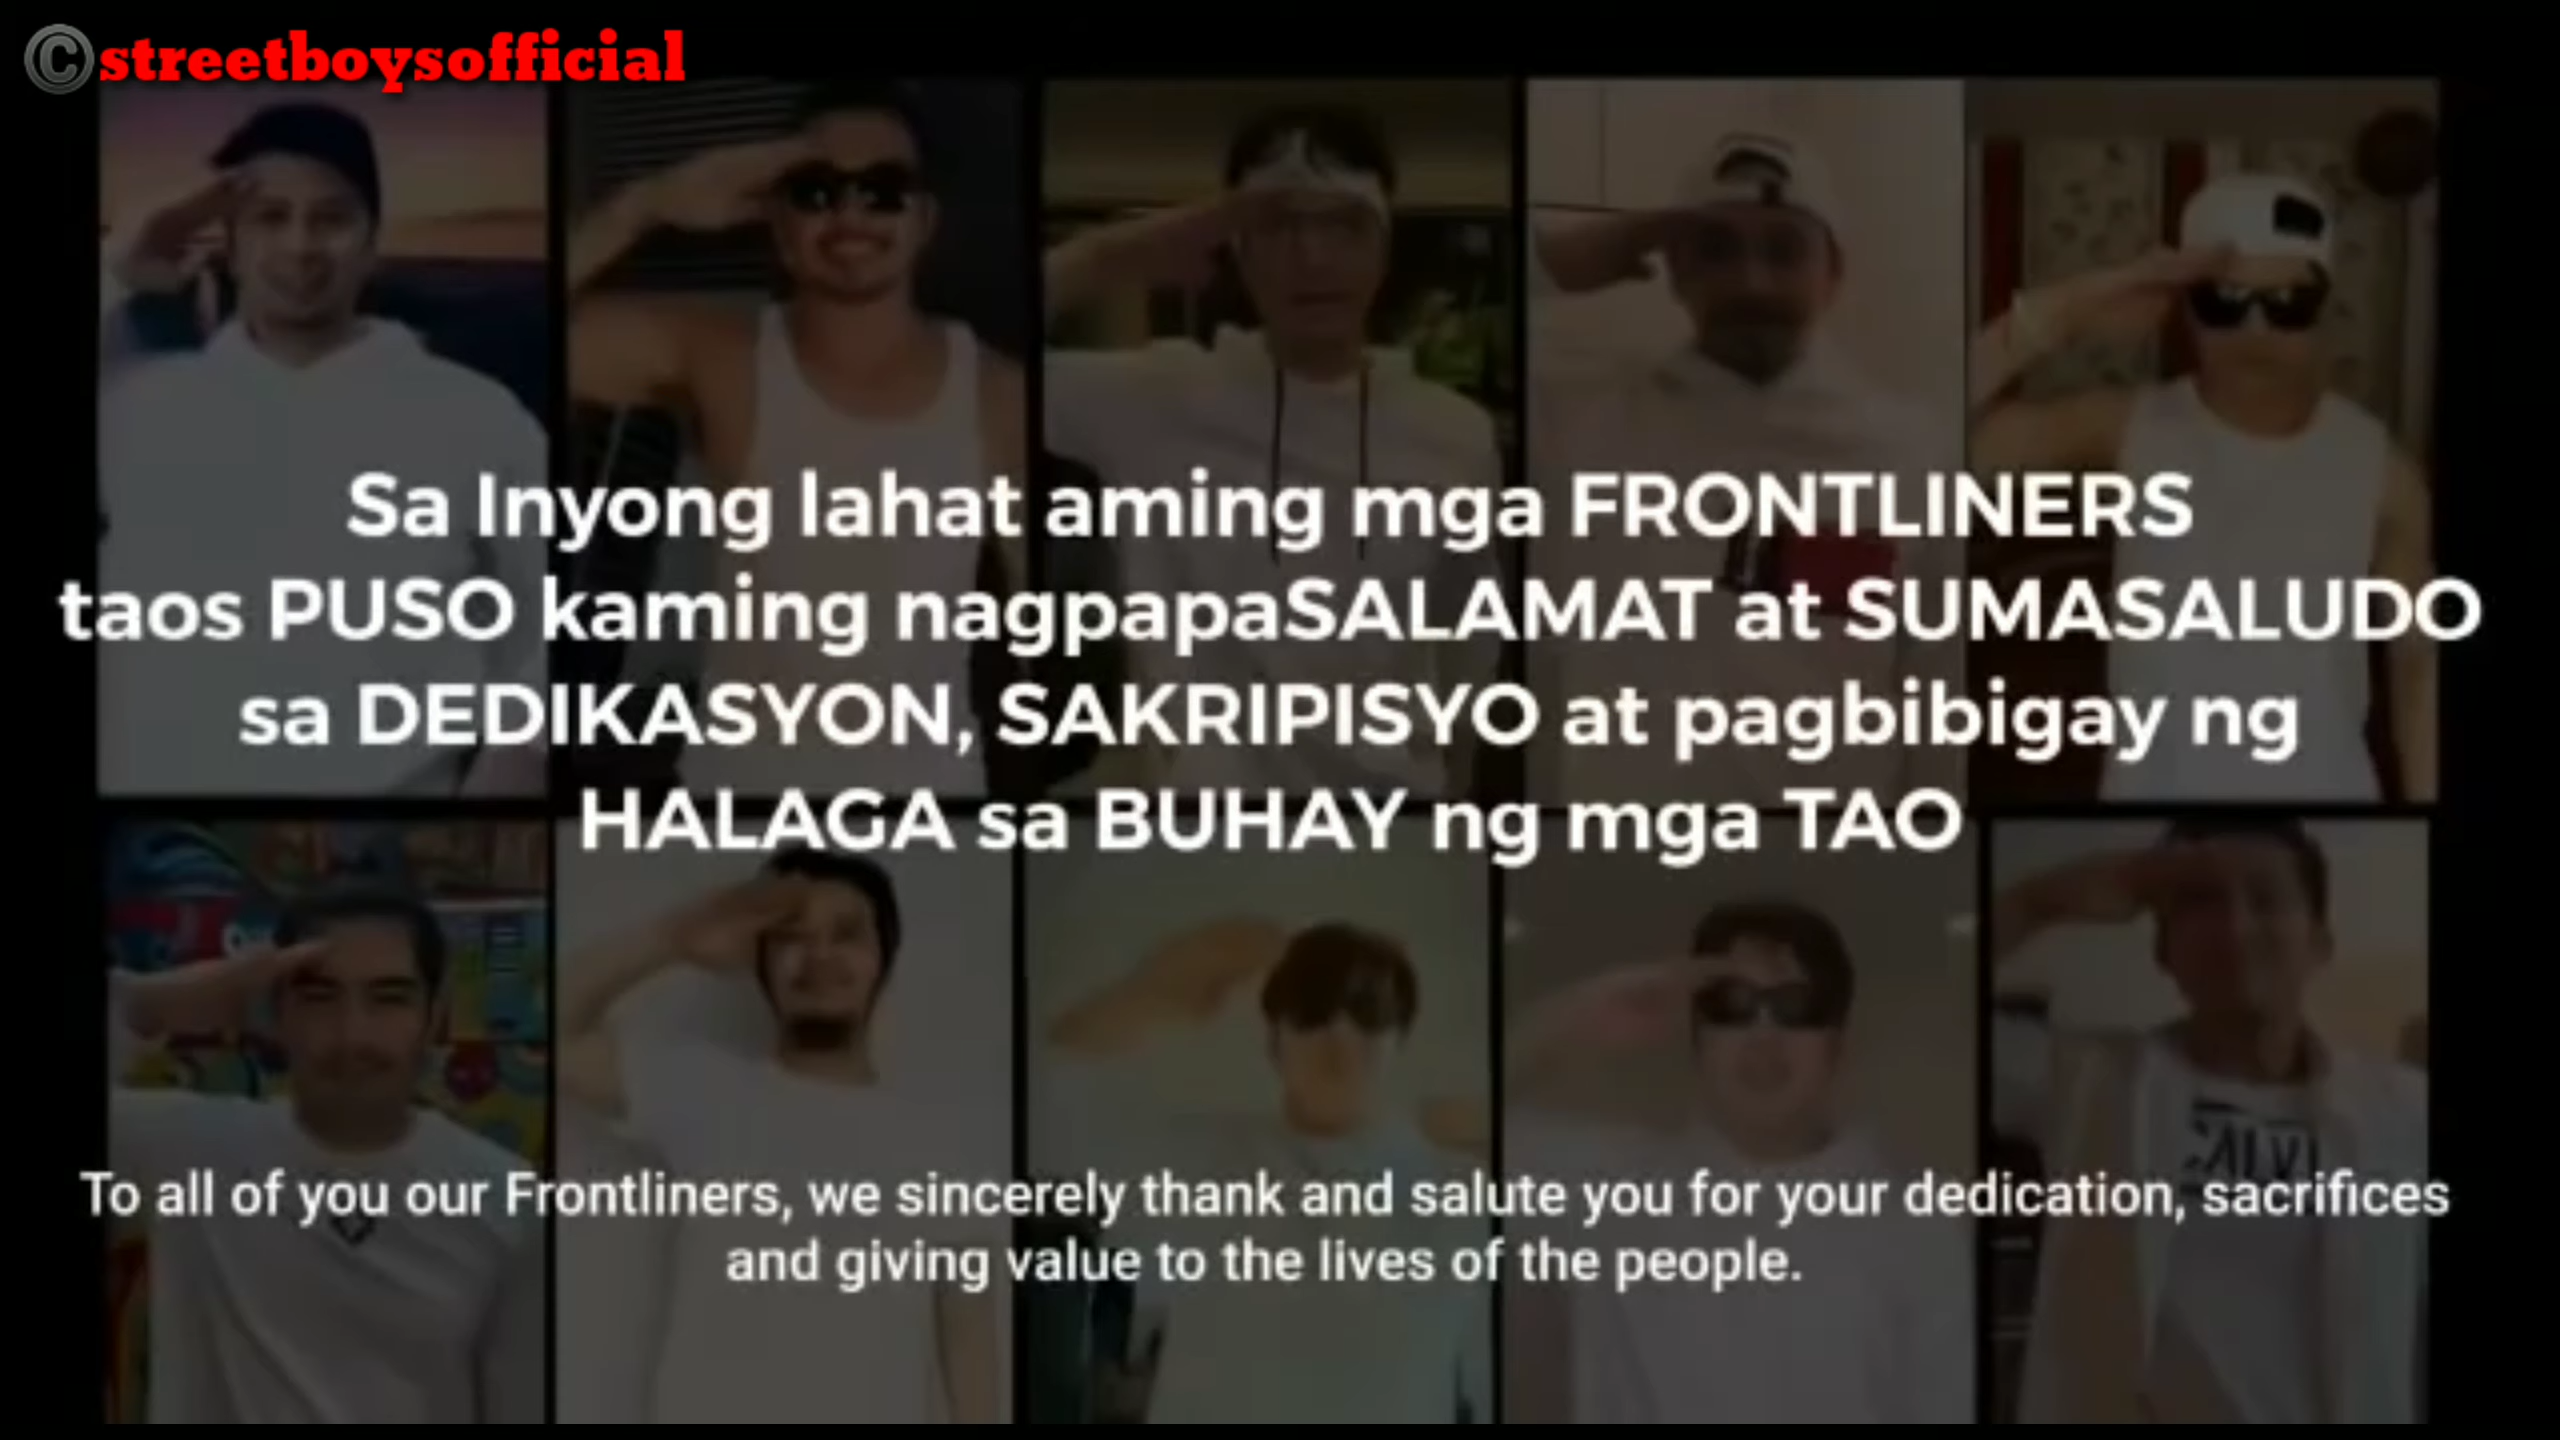 ©streetboysofficial
Sa Inyong lahat aming mga FRONTLINERS
taos PUSO kaming nagpapaSALAMAT at SUMASALUDO
sa DEDIKASYON, SAKRIPISYO at pagbibigay ng
HALAGA sa BUHAY ng mga TAO
To all of you our Frontliners, we sincerely thank and salute you for your dedication, sacrifices
and giving value to the lives of the people.